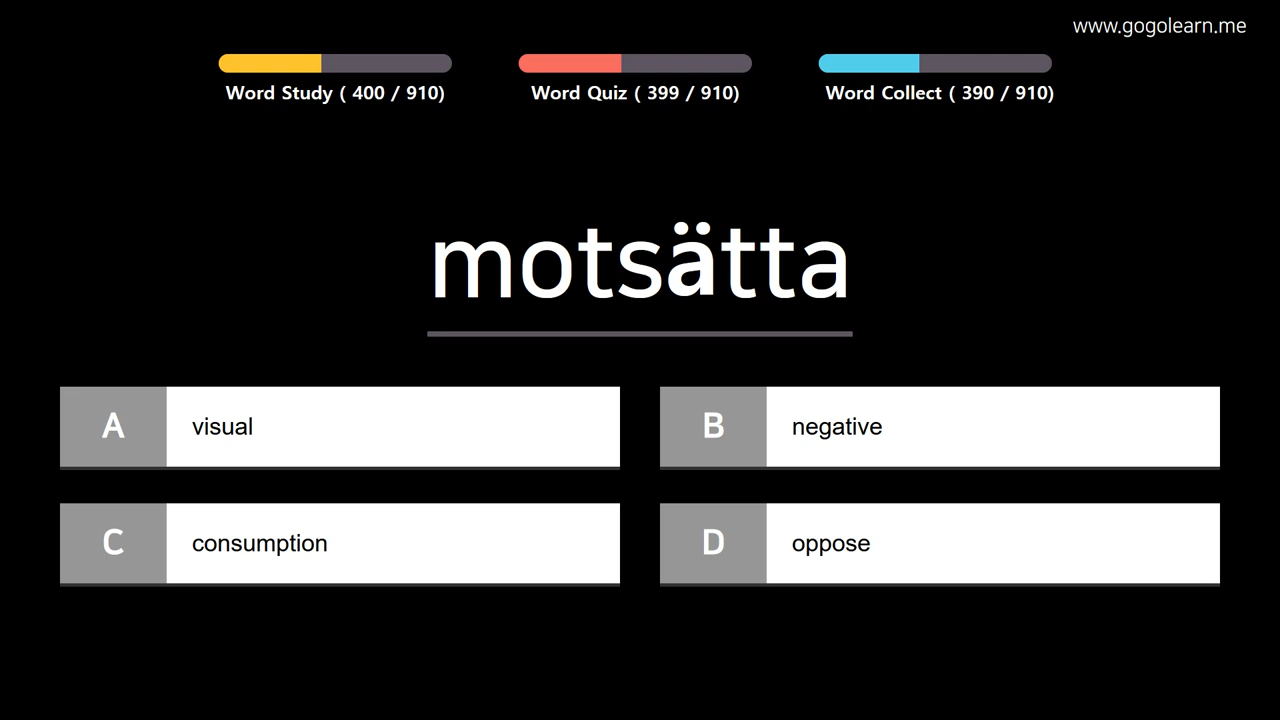 www.gogolearn.me
Word Study ( 400 / 910)
Word Quiz ( 399 / 910)
Word Collect ( 390 / 910)
motsätta
A visual
B negative
C consumption
D oppose